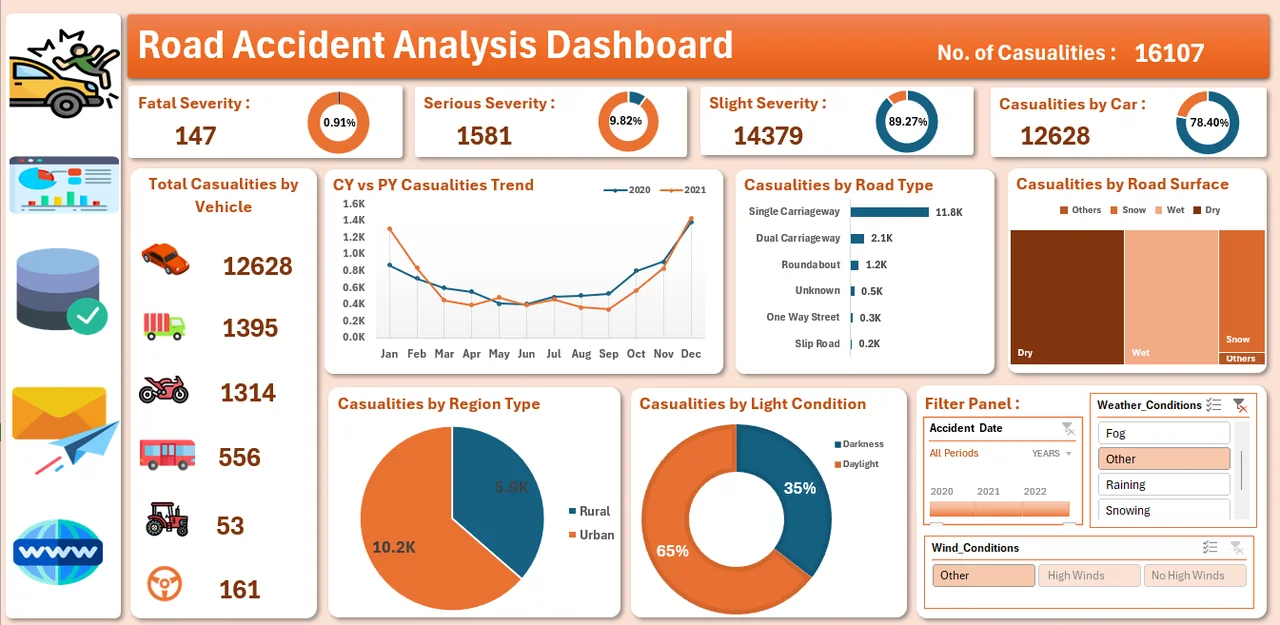 Road Accident Analysis Dashboard
No. of Casualities : 16107
Fatal Severity :
147
0.91%
Serious Severity :
1581
9.82%
Slight Severity :
14379
89.27%
Casualities by Car :
12628
78.40%
Total Casualities by
Vehicle
12628
1395
1314
556
53
161
CY vs PY Casualities Trend
2020 2021
1.6K
1.4K
1.2K
1.0K
0.8K
0.6K
0.4K
0.2K
0.0K
Jan Feb Mar Apr May Jun Jul Aug Sep Oct Nov Dec
Casualities by Road Type
Single Carriageway 11.8K
Dual Carriageway 2.1K
Roundabout 1.2K
Unknown 0.5K
One Way Street 0.3K
Slip Road 0.2K
Casualities by Road Surface
Others Snow Wet Dry
Dry
Wet
Snow
Others
WWW
Casualities by Region Type
5.9K
10.2K
Rural
Urban
Casualities by Light Condition
Darkness
Daylight
35%
65%
Filter Panel :
Accident Date
All Periods YEARS
2020 2021 2022
Weather_Conditions
Fog
Other
Raining
Snowing
Wind_Conditions
Other High Winds No High Winds